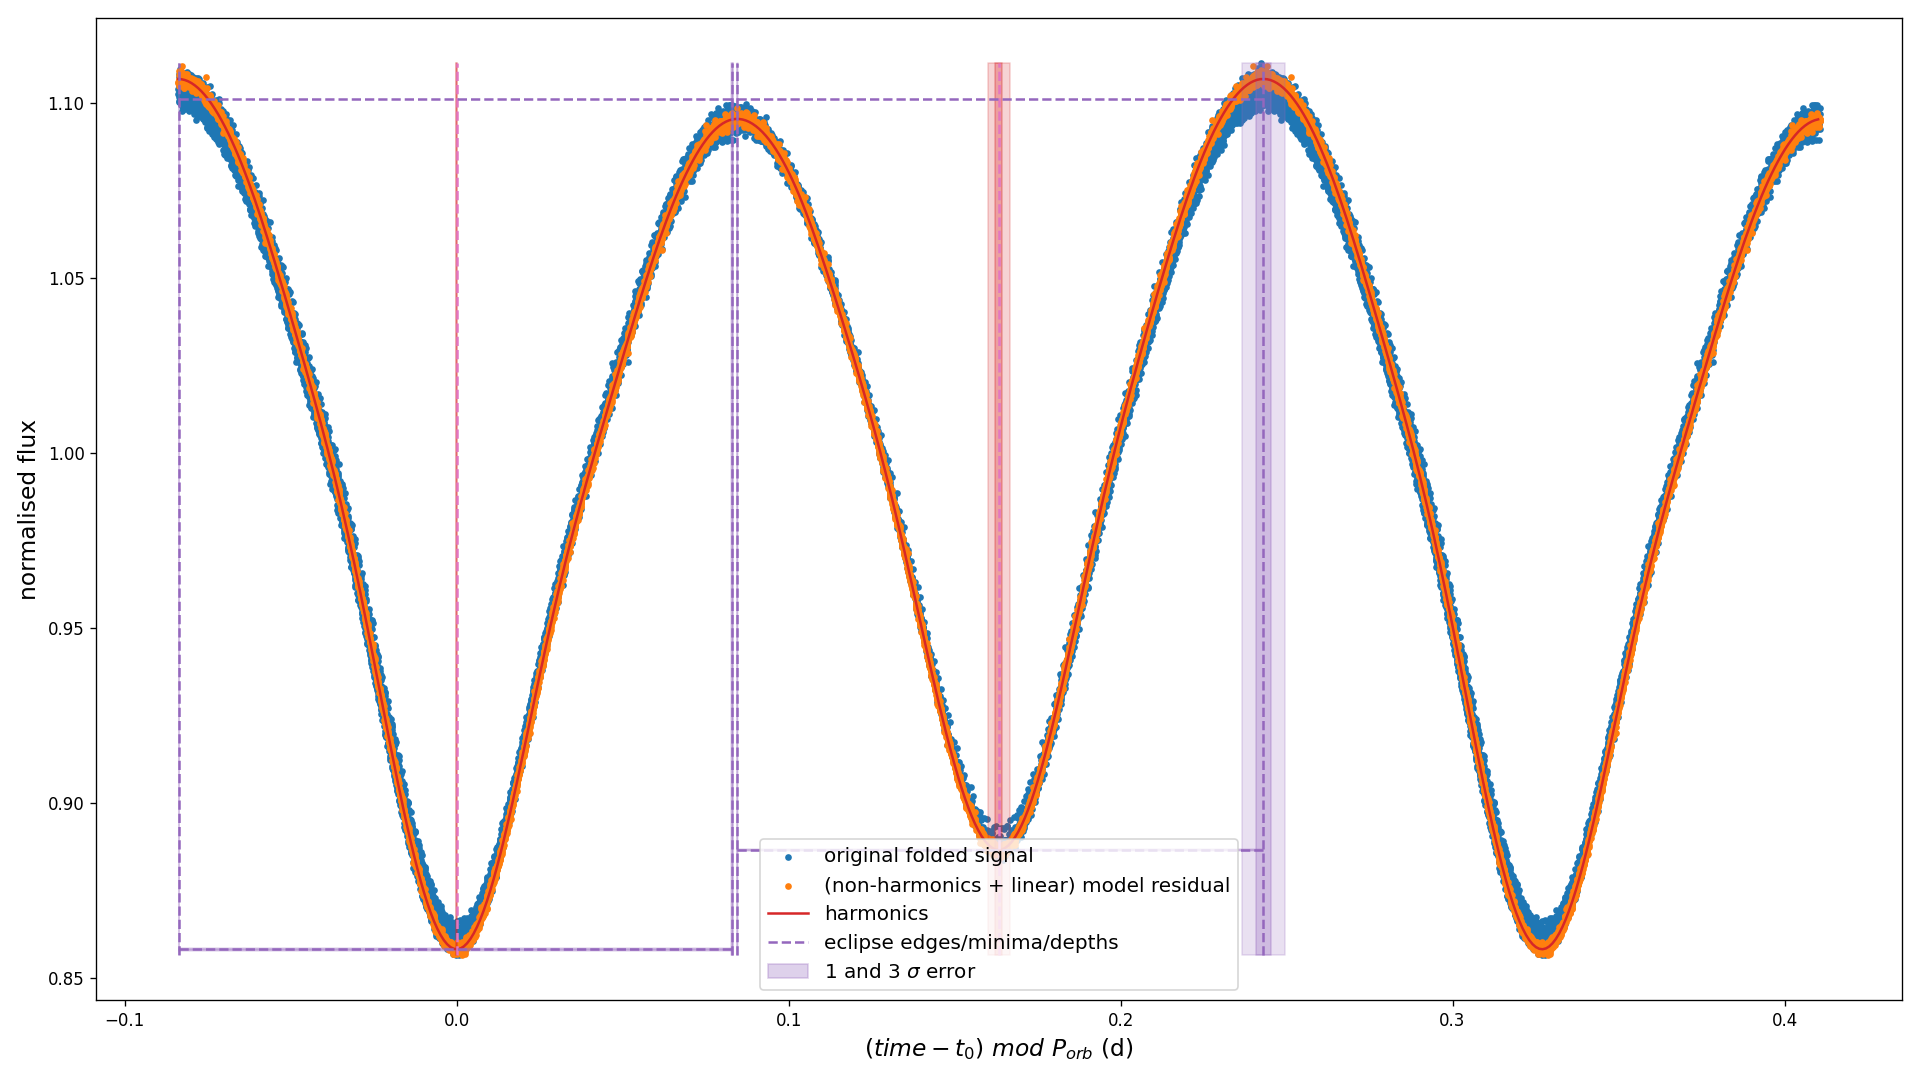 normalised flux
1.10
1.05
1.00
0.95
0.90
0.85
original folded signal
(non-harmonics + linear) model residual
harmonics
eclipse edges/minima/depths
1 and 3 σ error
−0.1 0.0 0.1 0.2 0.3 0.4
(time − t₀) mod Pₒᵣb (d)